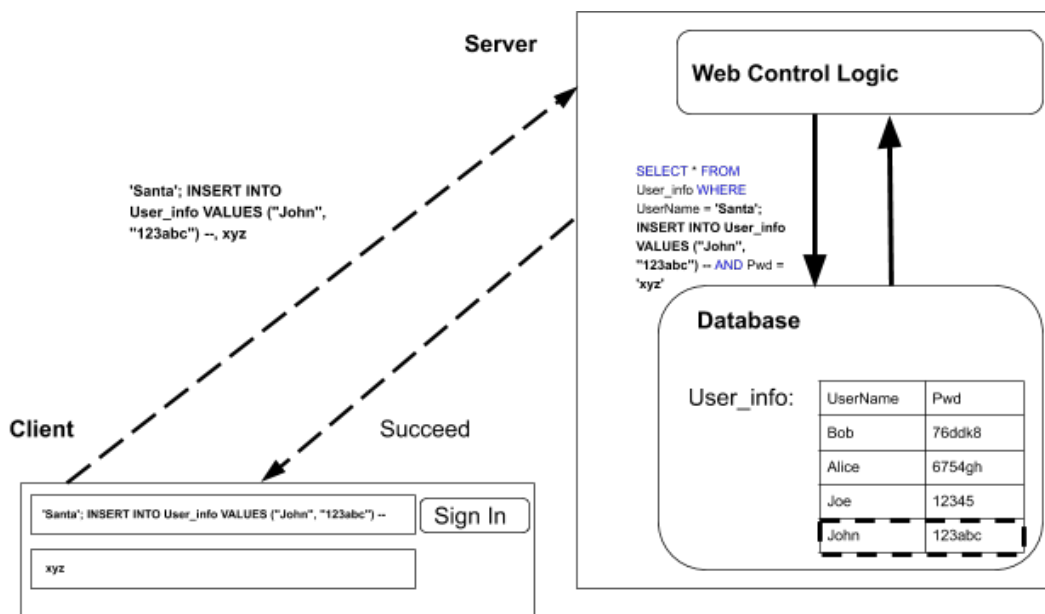 Server
Web Control Logic
'Santa'; INSERT INTO
User_info VALUES ("John",
"123abc") --, xyz
SELECT * FROM
User_info WHERE
UserName = 'Santa';
INSERT INTO User_info
VALUES ("John",
"123abc") -- AND Pwd =
'xyz'
Database
User_info:
UserName Pwd
Bob 76ddk8
Alice 6754gh
Joe 12345
John 123abc
Client
Succeed
'Santa'; INSERT INTO User_info VALUES ("John", "123abc") --
Sign In
xyz